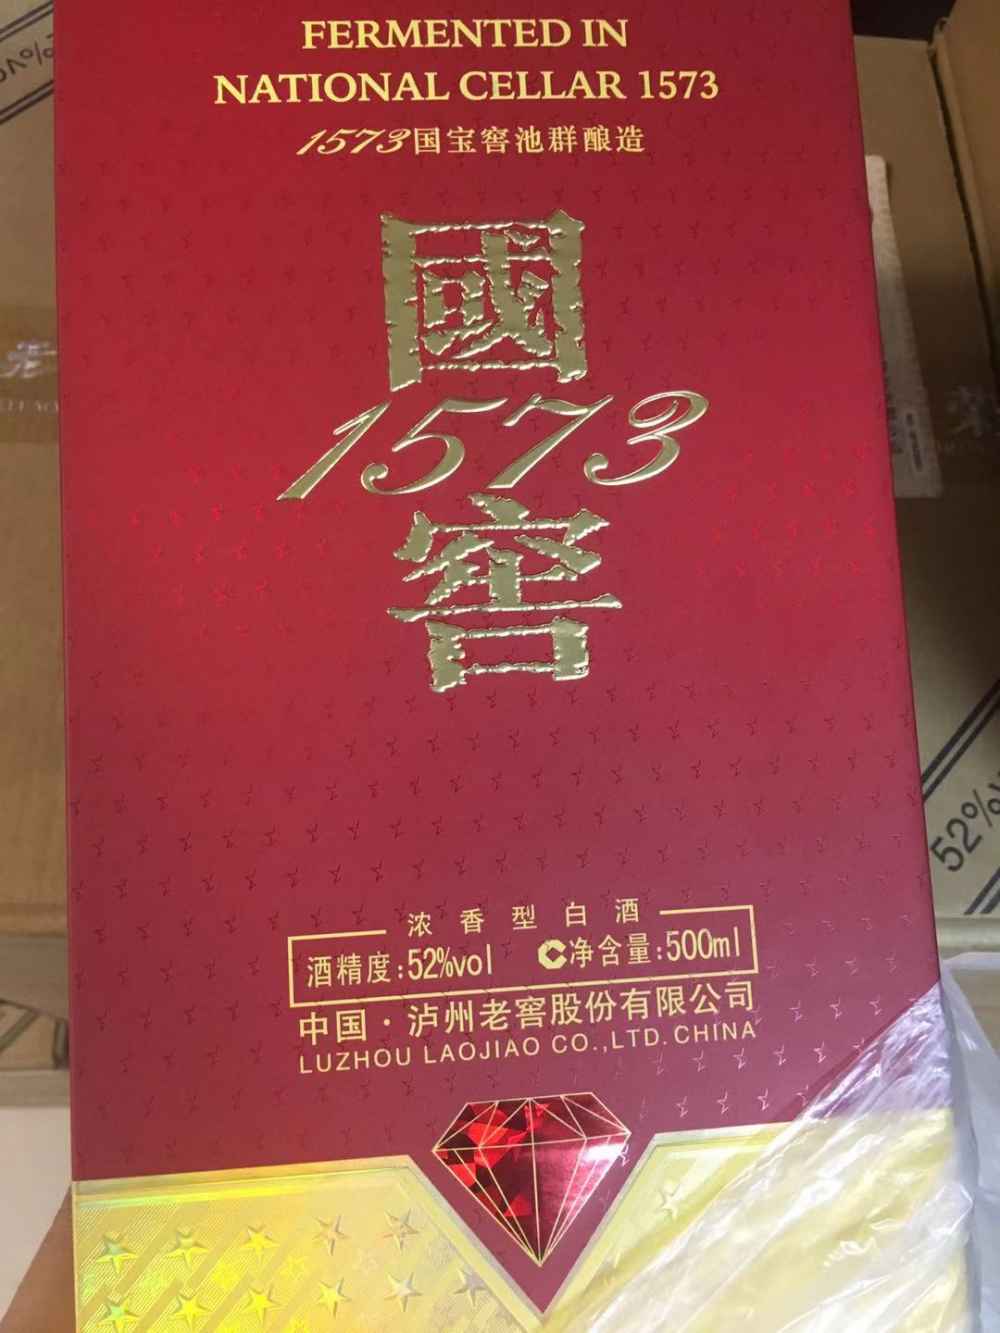 FERMENTED IN
NATIONAL CELLAR 1573
1573国宝窖池群酿造
國
1573
窖
浓香型白酒
酒精度:52%vol 净含量:500ml
中国·泸州老窖股份有限公司
LUZHOU LAOJIAO CO.,LTD.CHINA
52%